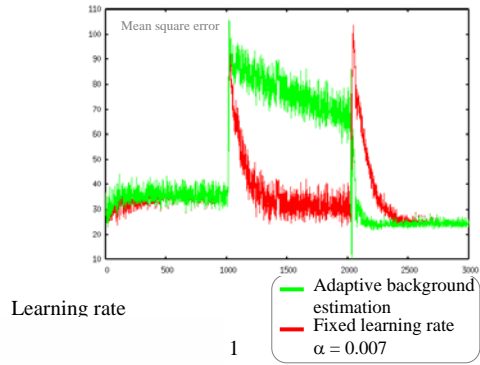 110
Mean square error
100
90
80
70
60
50
40
30
20
10
0 500 1000 1500 2000 2500 3000
Learning rate
1
Adaptive background
estimation
Fixed learning rate
α = 0.007